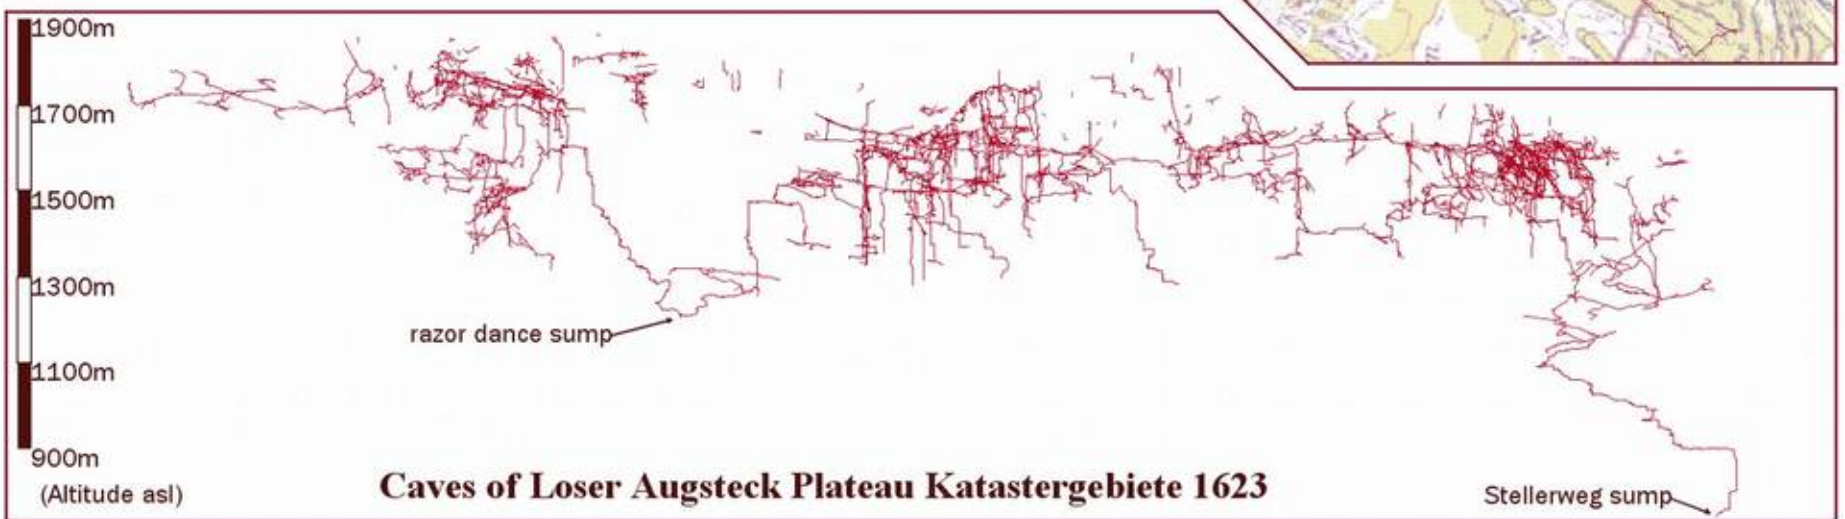 1900m
1700m
1500m
1300m
razor dance sump
1100m
900m
(Altitude asl)
Caves of Loser Augsteck Plateau Katastergebiete 1623
Stellerweg sump